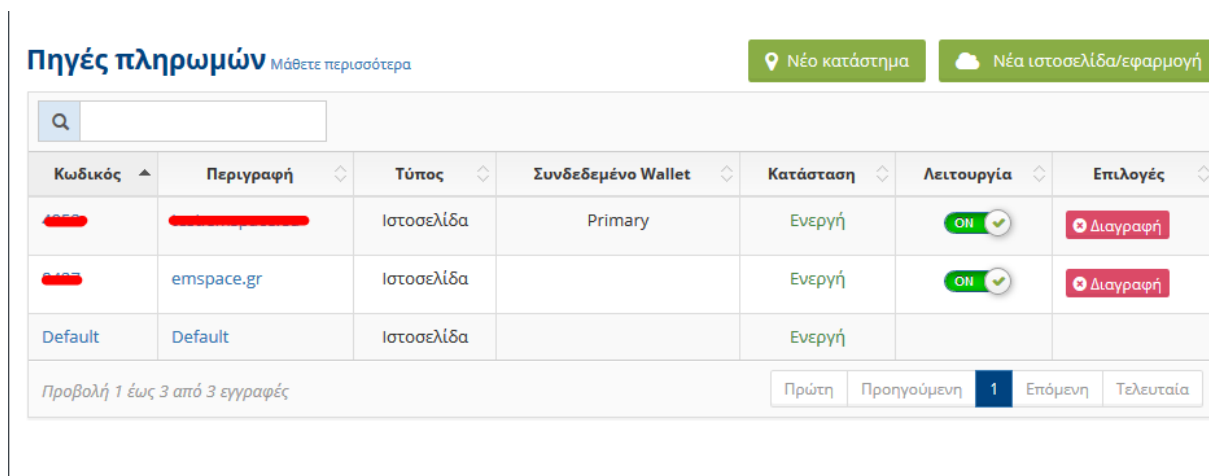 Πηγές πληρωμών Μάθετε περισσότερα Νέο κατάστημα Νέα ιστοσελίδα/εφαρμογή
Κωδικός Περιγραφή Τύπος Συνδεδεμένο Wallet Κατάσταση Λειτουργία Επιλογές
Ιστοσελίδα Primary Ενεργή ON Διαγραφή
emspace.gr Ιστοσελίδα Ενεργή ON Διαγραφή
Default Default Ιστοσελίδα Ενεργή
Προβολή 1 έως 3 από 3 εγγραφές Πρώτη Προηγούμενη 1 Επόμενη Τελευταία